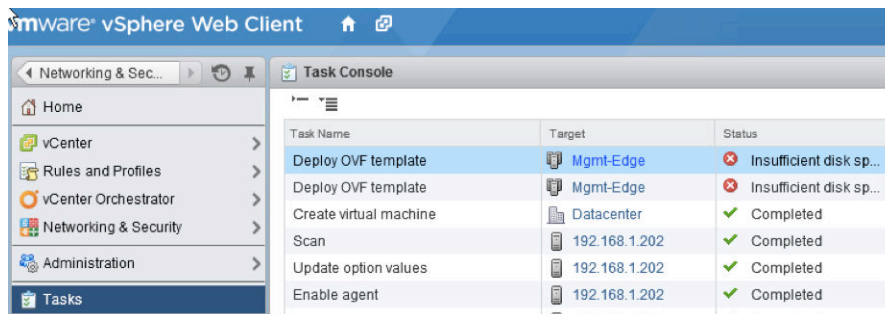 vmware vSphere Web Client
Networking & Sec...
Task Console
Home
Task Name Target Status
vCenter
Deploy OVF template Mgmt-Edge Insufficient disk sp...
Rules and Profiles
Deploy OVF template Mgmt-Edge Insufficient disk sp...
vCenter Orchestrator
Create virtual machine Datacenter Completed
Networking & Security
Scan 192.168.1.202 Completed
Administration
Update option values 192.168.1.202 Completed
Tasks
Enable agent 192.168.1.202 Completed